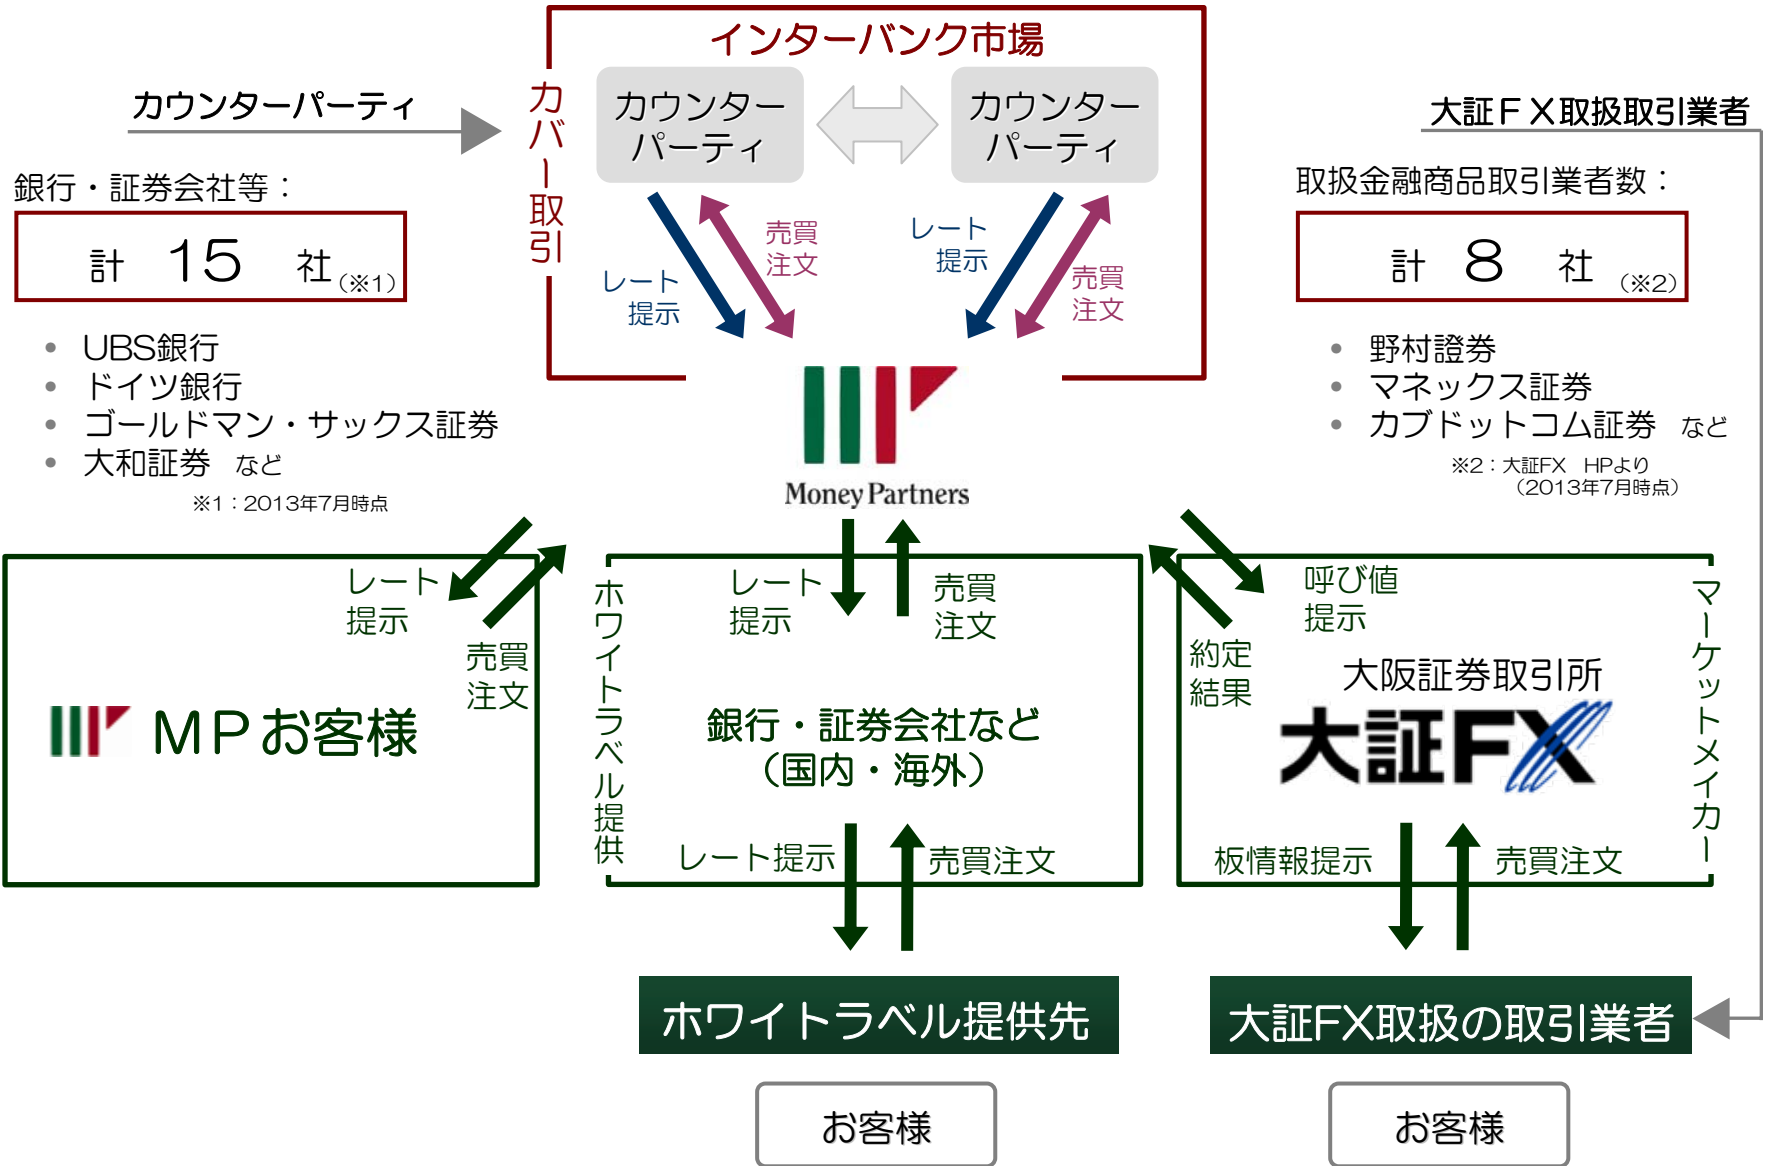 インターバンク市場
カバー取引
カウンター
パーティ
カウンター
パーティ
レート
提示
売買
注文
レート
提示
売買
注文
カウンターパーティ
銀行・証券会社等：
計 15 社（※1）
• UBS銀行
• ドイツ銀行
• ゴールドマン・サックス証券
• 大和証券 など
※1：2013年7月時点
大証ＦＸ取扱取引業者
取扱金融商品取引業者数：
計 8 社（※2）
• 野村證券
• マネックス証券
• カブドットコム証券 など
※2：大証FX HPより
（2013年7月時点）
Money Partners
レート
提示
売買
注文
ＭＰお客様
ホワイトラベル提供
レート
提示
売買
注文
銀行・証券会社など
（国内・海外）
レート提示
売買注文
マーケットメイカー
呼び値
提示
約定
結果
大阪証券取引所
大証FX
板情報提示
売買注文
ホワイトラベル提供先
大証FX取扱の取引業者
お客様
お客様